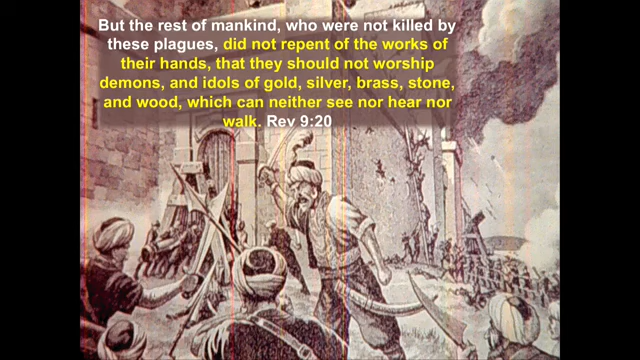 But the rest of mankind, who were not killed by
these plagues, did not repent of the works of
their hands, that they should not worship
demons, and idols of gold, silver, brass, stone,
and wood, which can neither see nor hear nor
walk. Rev 9:20